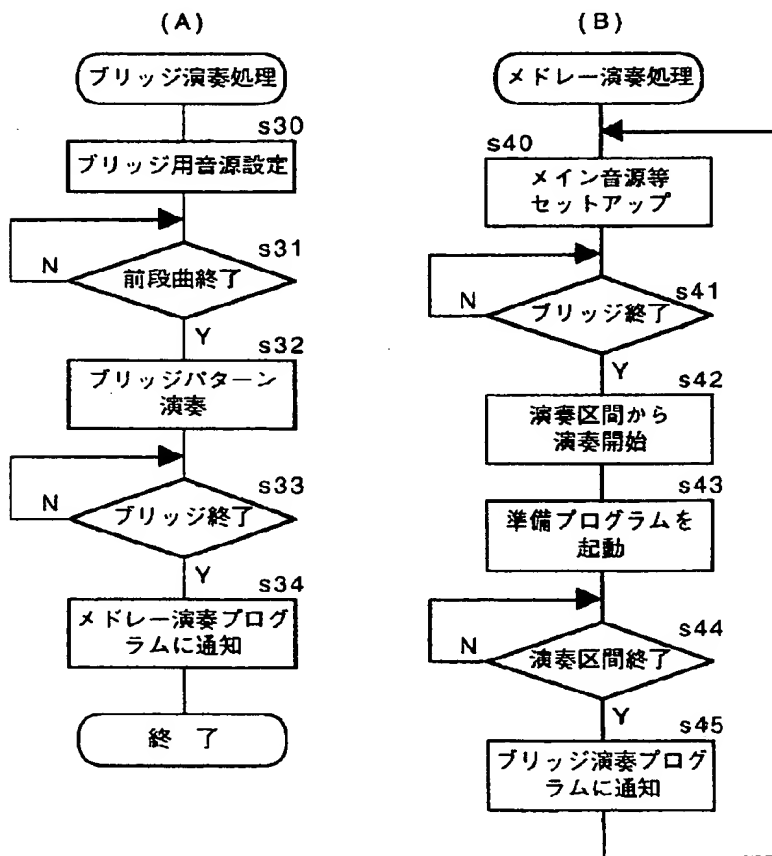 (A)
ブリッジ演奏処理
s30
ブリッジ用音源設定
s31
前段曲終了
N
Y
s32
ブリッジパターン
演奏
s33
ブリッジ終了
N
Y
s34
メドレー演奏プログ
ラムに通知
終 了
(B)
メドレー演奏処理
s40
メイン音源等
セットアップ
s41
ブリッジ終了
N
Y
s42
演奏区間から
演奏開始
s43
準備プログラムを
起動
s44
演奏区間終了
N
Y
s45
ブリッジ演奏プログ
ラムに通知